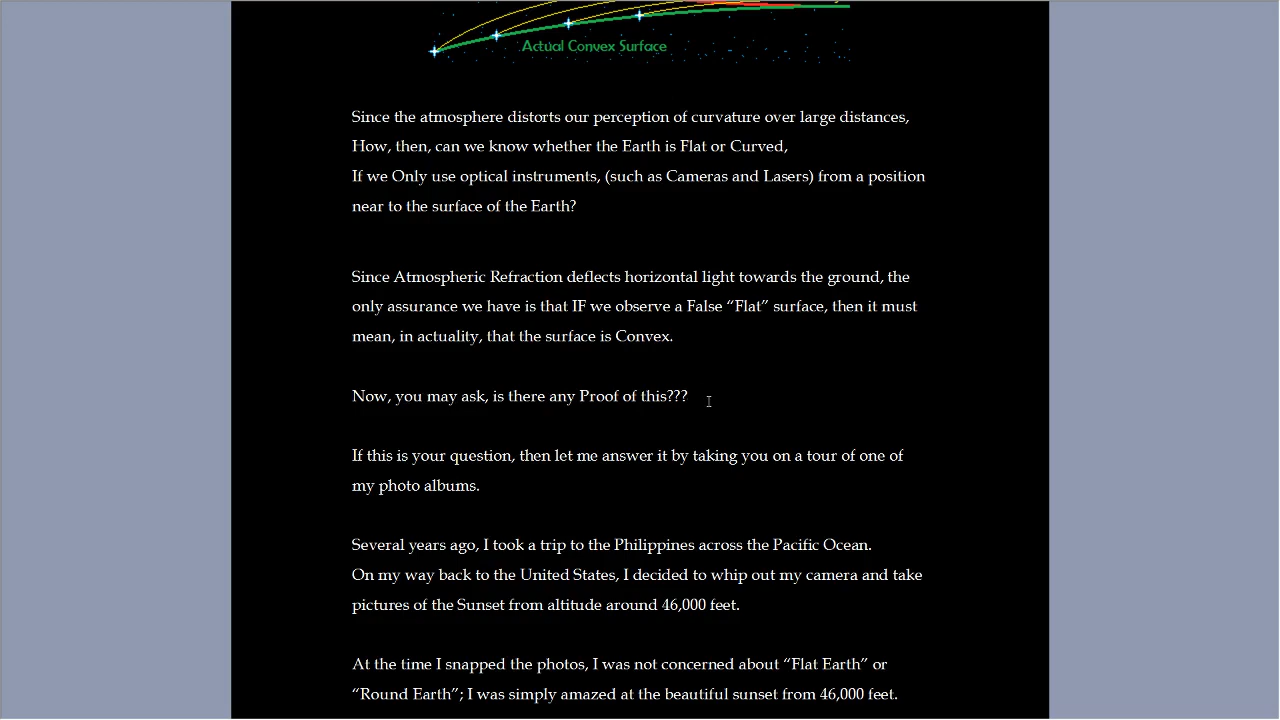 Actual Convex Surface
Since the atmosphere distorts our perception of curvature over large distances,
How, then, can we know whether the Earth is Flat or Curved,
If we Only use optical instruments, (such as Cameras and Lasers) from a position
near to the surface of the Earth?
Since Atmospheric Refraction deflects horizontal light towards the ground, the
only assurance we have is that IF we observe a False “Flat” surface, then it must
mean, in actuality, that the surface is Convex.
Now, you may ask, is there any Proof of this???
If this is your question, then let me answer it by taking you on a tour of one of
my photo albums.
Several years ago, I took a trip to the Philippines across the Pacific Ocean.
On my way back to the United States, I decided to whip out my camera and take
pictures of the Sunset from altitude around 46,000 feet.
At the time I snapped the photos, I was not concerned about “Flat Earth” or
“Round Earth”; I was simply amazed at the beautiful sunset from 46,000 feet.